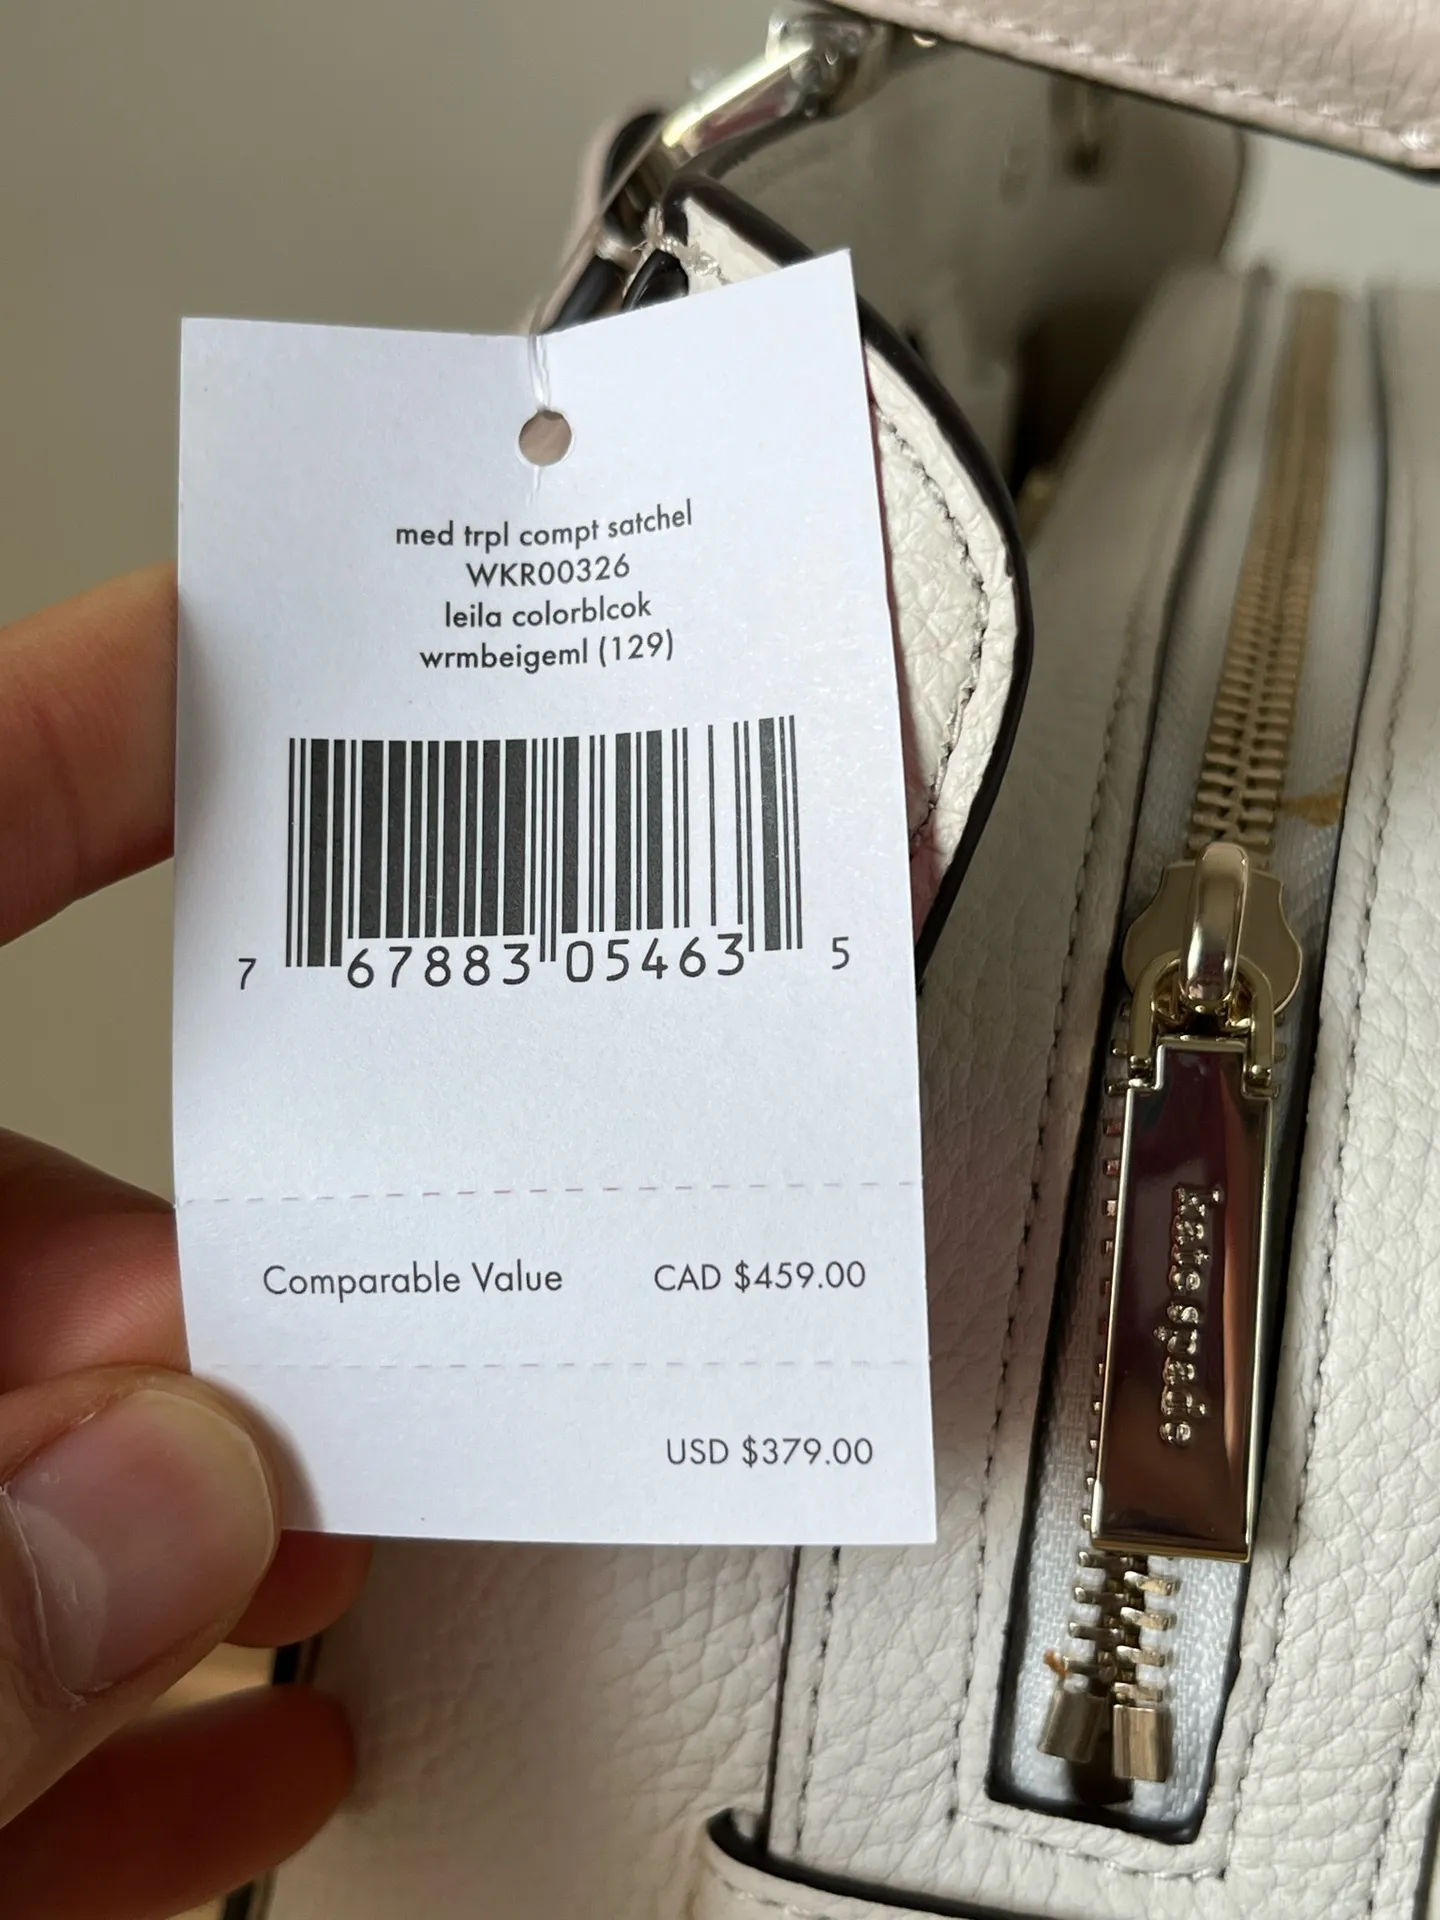 med trpl compt satchel
WKR00326
leila colorblcok
wrmbeigeml (129)
7 67883 05463 5
Comparable Value CAD $459.00
USD $379.00
kate spade